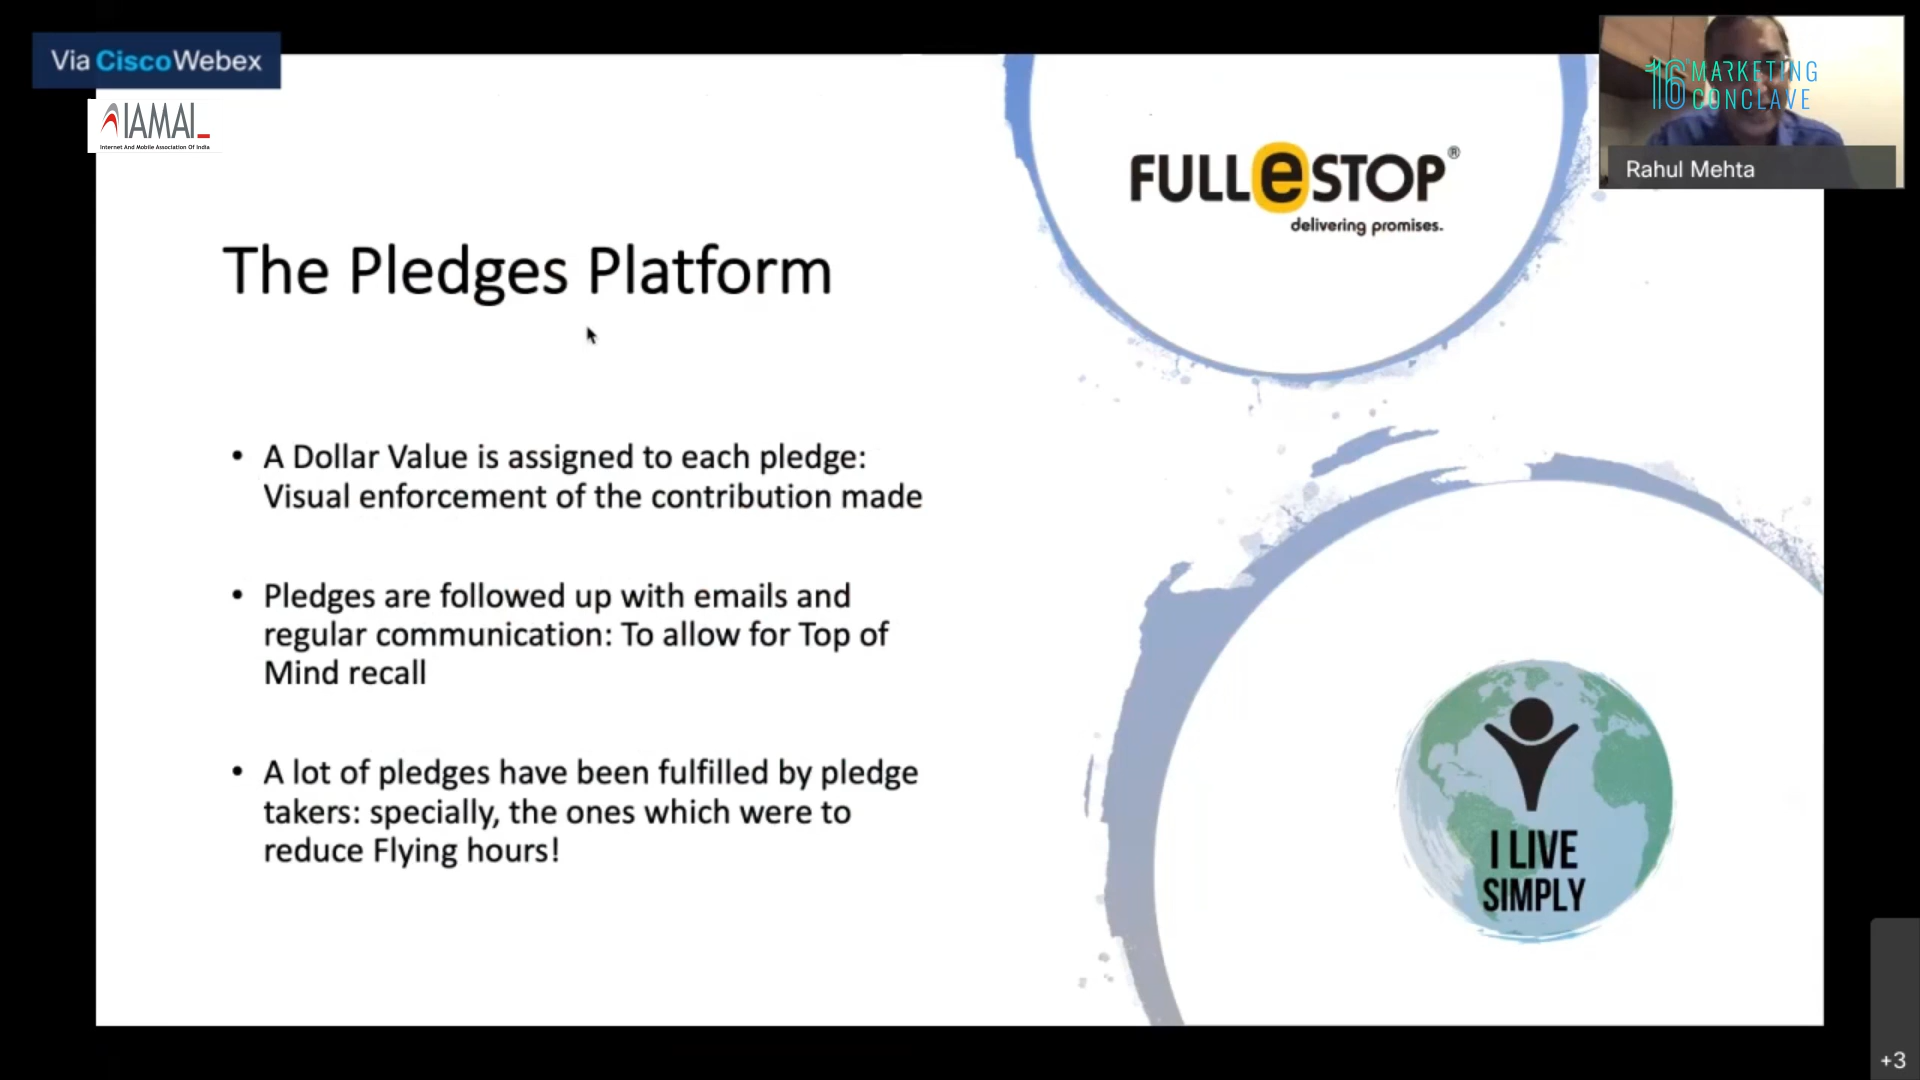 Via CiscoWebex
IAMAI
Internet And Mobile Association Of India
FULLeSTOP®
delivering promises.
16 MARKETING
CONCLAVE
Rahul Mehta
The Pledges Platform
• A Dollar Value is assigned to each pledge:
Visual enforcement of the contribution made
• Pledges are followed up with emails and
regular communication: To allow for Top of
Mind recall
• A lot of pledges have been fulfilled by pledge
takers: specially, the ones which were to
reduce Flying hours!
I LIVE
SIMPLY
+3